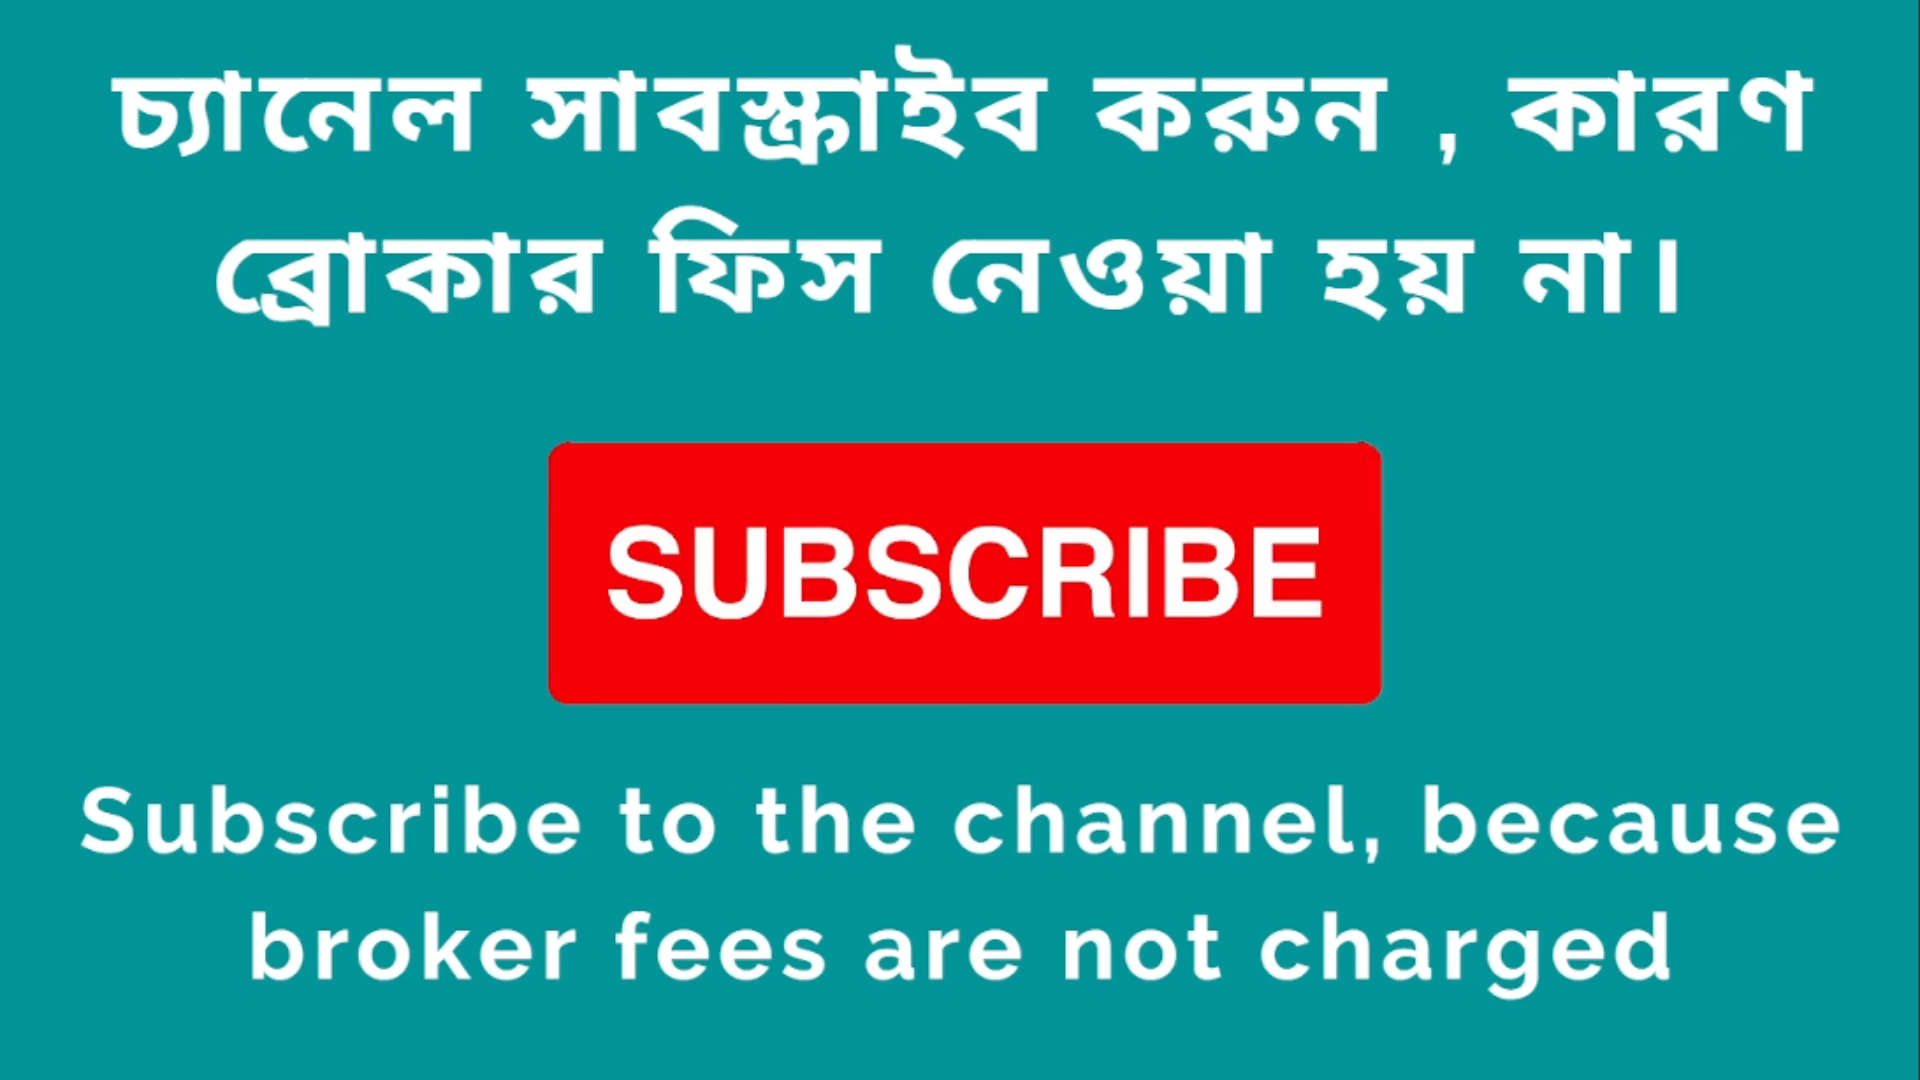 চ্যানেল সাবস্ক্রাইব করুন , কারণ
ব্রোকার ফিস নেওয়া হয় না।
SUBSCRIBE
Subscribe to the channel, because
broker fees are not charged